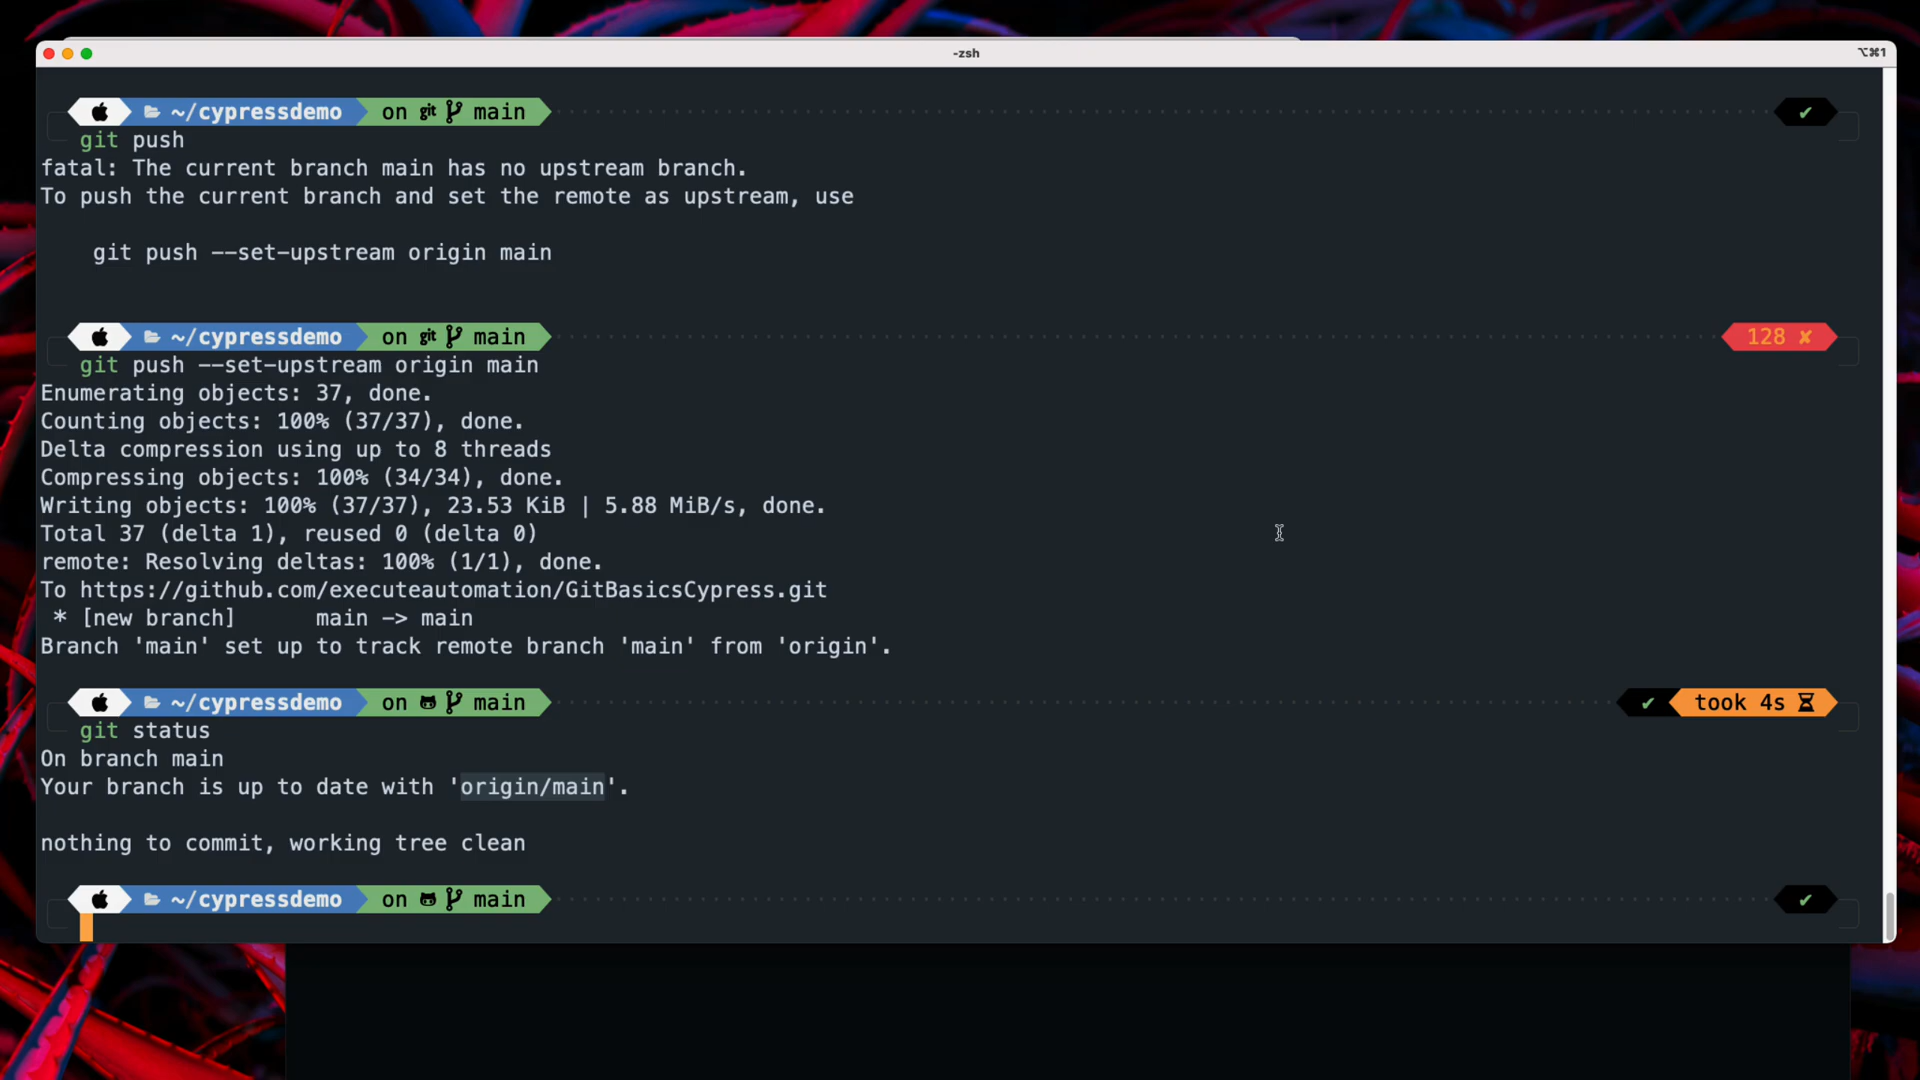 -zsh
⌥⌘1
~/cypressdemo on git main ✔
git push
fatal: The current branch main has no upstream branch.
To push the current branch and set the remote as upstream, use
git push --set-upstream origin main
~/cypressdemo on git main 128 ✘
git push --set-upstream origin main
Enumerating objects: 37, done.
Counting objects: 100% (37/37), done.
Delta compression using up to 8 threads
Compressing objects: 100% (34/34), done.
Writing objects: 100% (37/37), 23.53 KiB | 5.88 MiB/s, done.
Total 37 (delta 1), reused 0 (delta 0)
remote: Resolving deltas: 100% (1/1), done.
To https://github.com/executeautomation/GitBasicsCypress.git
* [new branch] main -> main
Branch 'main' set up to track remote branch 'main' from 'origin'.
~/cypressdemo on main ✔ took 4s
git status
On branch main
Your branch is up to date with 'origin/main'.
nothing to commit, working tree clean
~/cypressdemo on main ✔